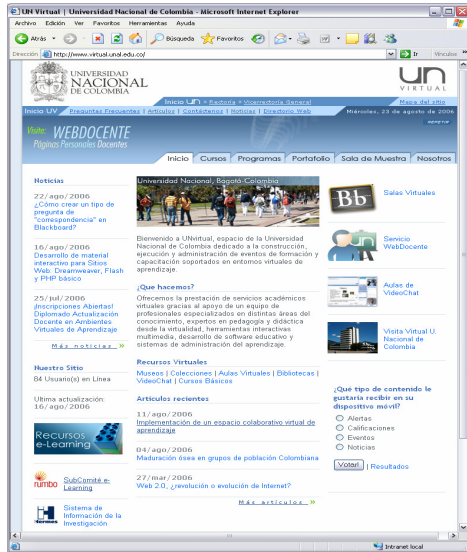 UN Virtual | Universidad Nacional de Colombia - Microsoft Internet Explorer
Archivo Edición Ver Favoritos Herramientas Ayuda
Atrás Búsqueda Favoritos
Dirección http://www.virtual.unal.edu.co/ Ir Vínculos »
UNIVERSIDAD
NACIONAL
DE COLOMBIA
un
VIRTUAL
Inicio UN » Rectoría » Vicerrectoría General
Mapa del sitio
Inicio UV Preguntas Frecuentes | Artículos | Contáctenos | Noticias | Directorio Web
Miércoles, 23 de agosto de 2006
Visite: WEBDOCENTE
Páginas Personales Docentes
Inicio Cursos Programas Portafolio Sala de Muestra Nosotros
Noticias
22/ago/2006
¿Cómo crear un tipo de
pregunta de
"correspondencia" en
Blackboard?
16/ago/2006
Desarrollo de material
interactivo para Sitios
Web: Dreamweaver, Flash
y PHP básico
25/jul/2006
¡Inscripciones Abiertas!
Diplomado Actualización
Docente en Ambientes
Virtuales de Aprendizaje
Más noticias »
Nuestro Sitio
84 Usuario(s) en Línea
Ultima actualización:
16/ago/2006
Recursos
e-Learning
rumbo
SubComité e-
Learning
Hermes
Sistema de
Información de la
Investigación
Universidad Nacional, Bogotá-Colombia
Bienvenido a UNvirtual, espacio de la Universidad
Nacional de Colombia dedicado a la construcción,
ejecución y administración de eventos de formación y
capacitación soportados en entornos virtuales de
aprendizaje.
¿Que hacemos?
Ofrecemos la prestación de servicios académicos
virtuales gracias al apoyo de un equipo de
profesionales especializados en distintas áreas del
conocimiento, expertos en pedagogía y didáctica
desde la virtualidad, herramientas interactivas
multimedia, desarrollo de software educativo y
sistemas de administración del aprendizaje.
Recursos Virtuales
Museos | Colecciones | Aulas Virtuales | Bibliotecas |
VideoChat | Cursos Básicos
Artículos recientes
11/ago/2006
Implementación de un espacio colaborativo virtual de
aprendizaje
04/ago/2006
Maduración ósea en grupos de población Colombiana
27/mar/2006
Web 2.0, ¿revolución o evolución de Internet?
Más artículos »
Bb
Salas Virtuales
Servicio
WebDocente
Aulas de
VideoChat
Visita Virtual U.
Nacional de
Colombia
¿Qué tipo de contenido le
gustaría recibir en su
dispositivo móvil?
Alertas
Calificaciones
Eventos
Noticias
Votar! | Resultados
Intranet local